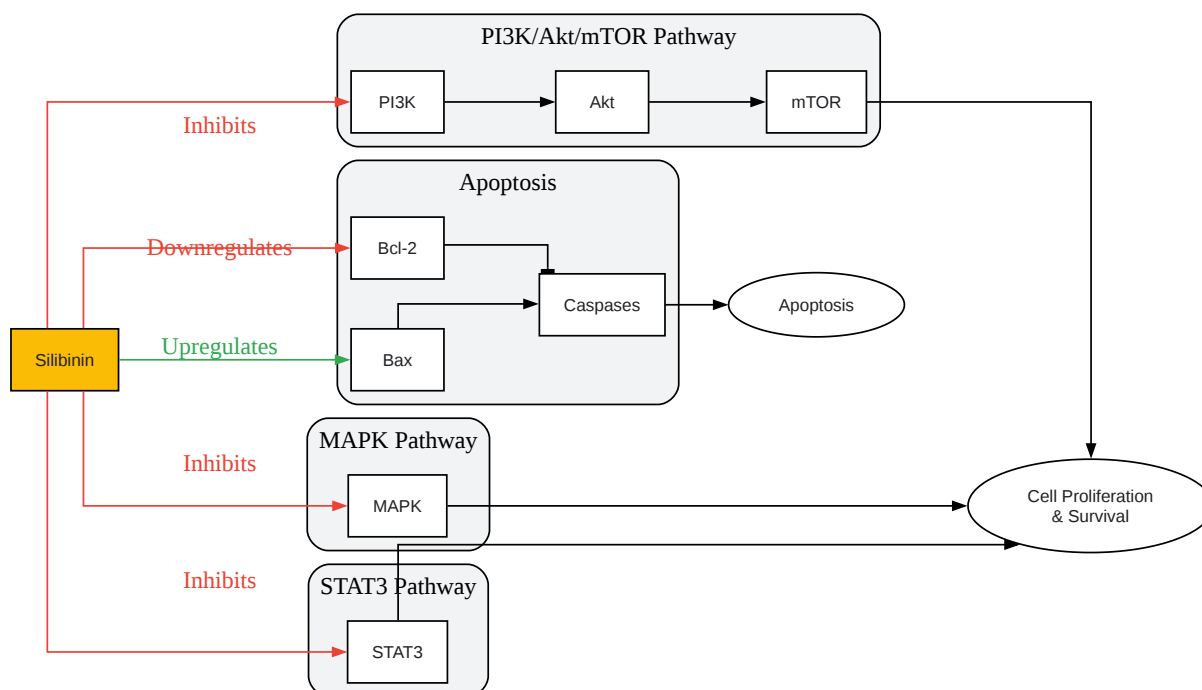 PI3K/Akt/mTOR Pathway
PI3K
Akt
mTOR
Inhibits
Apoptosis
Downregulates
Bcl-2
Caspases
Apoptosis
Silibinin
Upregulates
Bax
MAPK Pathway
Inhibits
MAPK
Cell Proliferation
& Survival
STAT3 Pathway
Inhibits
STAT3